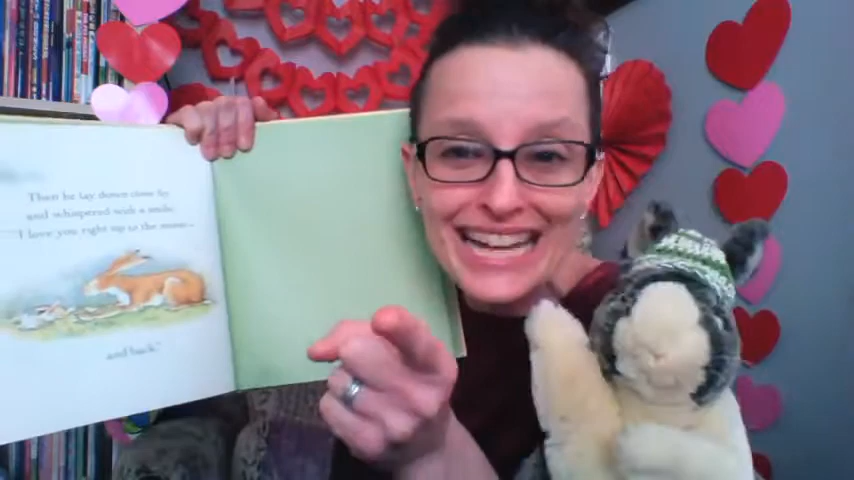 Then he lay down close by
and whispered with a smile,
"I love you right up to the moon—
and back."